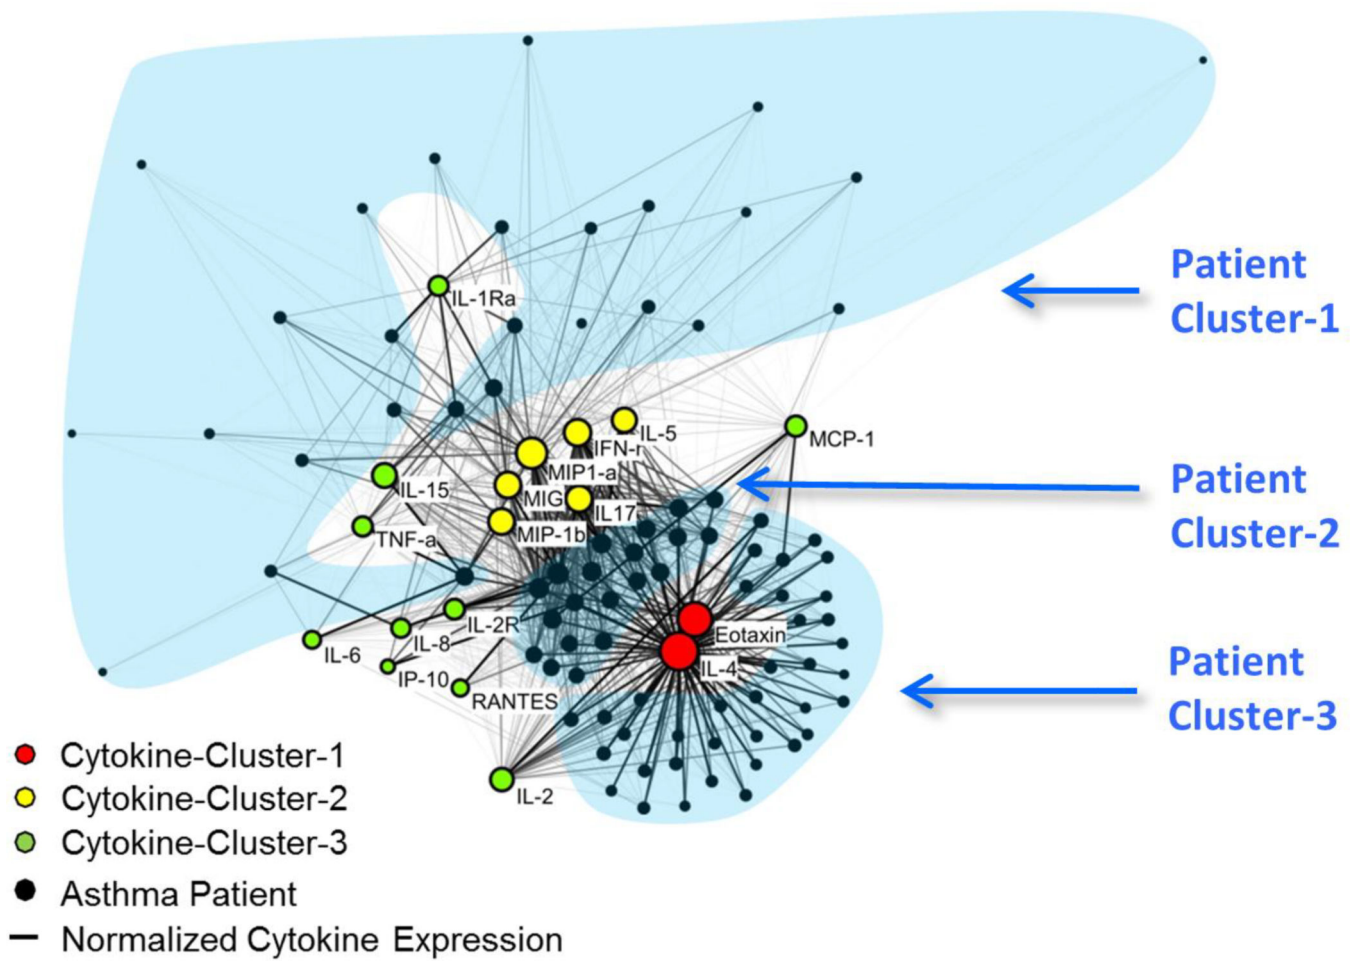 IL-1Ra
Patient
Cluster-1
IL-5
IFN-r
MCP-1
MIP1-a
IL-15
MIG
IL17
Patient
Cluster-2
TNF-a
MIP-1b
IL-2R
IL-8
Eotaxin
IL-6
IL-4
IP-10
RANTES
Patient
Cluster-3
IL-2
Cytokine-Cluster-1
Cytokine-Cluster-2
Cytokine-Cluster-3
Asthma Patient
Normalized Cytokine Expression